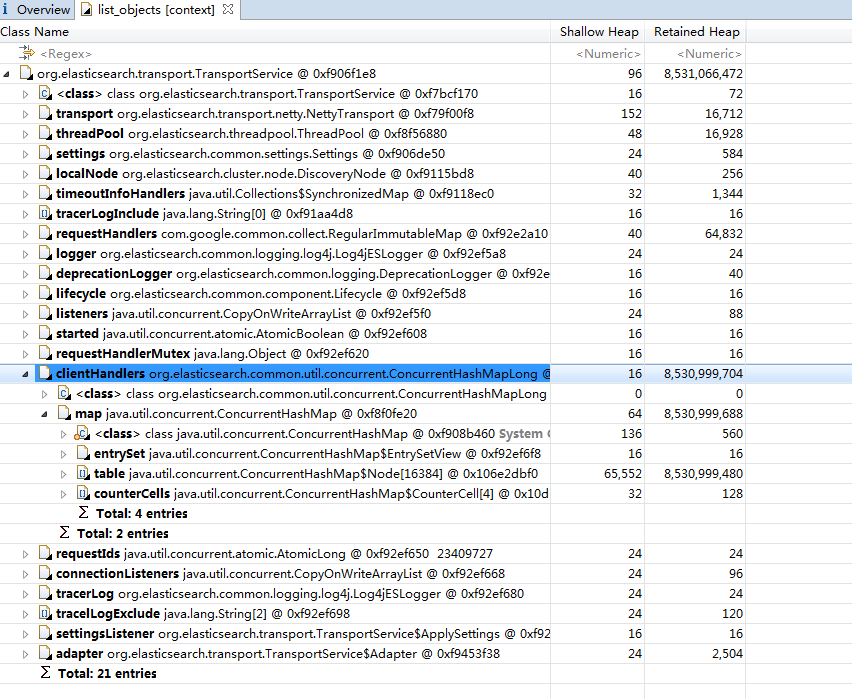 Overview list_objects [context]
Class Name Shallow Heap Retained Heap
<Regex> <Numeric> <Numeric>
org.elasticsearch.transport.TransportService @ 0xf906f1e8 96 8,531,066,472
<class> class org.elasticsearch.transport.TransportService @ 0xf7bcf170 16 72
transport org.elasticsearch.transport.netty.NettyTransport @ 0xf79f00f8 152 16,712
threadPool org.elasticsearch.threadpool.ThreadPool @ 0xf8f56880 48 16,928
settings org.elasticsearch.common.settings.Settings @ 0xf906de50 24 584
localNode org.elasticsearch.cluster.node.DiscoveryNode @ 0xf9115bd8 40 256
timeoutInfoHandlers java.util.Collections$SynchronizedMap @ 0xf9118ec0 32 1,344
tracerLogInclude java.lang.String[0] @ 0xf91aa4d8 16 16
requestHandlers com.google.common.collect.RegularImmutableMap @ 0xf92e2a10 40 64,832
logger org.elasticsearch.common.logging.log4j.Log4jESLogger @ 0xf92ef5a8 24 24
deprecationLogger org.elasticsearch.common.logging.DeprecationLogger @ 0xf92e 16 40
lifecycle org.elasticsearch.common.component.Lifecycle @ 0xf92ef5d8 16 16
listeners java.util.concurrent.CopyOnWriteArrayList @ 0xf92ef5f0 24 88
started java.util.concurrent.atomic.AtomicBoolean @ 0xf92ef608 16 16
requestHandlerMutex java.lang.Object @ 0xf92ef620 16 16
clientHandlers org.elasticsearch.common.util.concurrent.ConcurrentHashMapLong @ 16 8,530,999,704
<class> class org.elasticsearch.common.util.concurrent.ConcurrentHashMapLong 0 0
map java.util.concurrent.ConcurrentHashMap @ 0xf8f0fe20 64 8,530,999,688
<class> class java.util.concurrent.ConcurrentHashMap @ 0xf908b460 System C 136 560
entrySet java.util.concurrent.ConcurrentHashMap$EntrySetView @ 0xf92ef6f8 16 16
table java.util.concurrent.ConcurrentHashMap$Node[16384] @ 0x106e2dbf0 65,552 8,530,999,480
counterCells java.util.concurrent.ConcurrentHashMap$CounterCell[4] @ 0x10d 32 128
Σ Total: 4 entries
Σ Total: 2 entries
requestIds java.util.concurrent.atomic.AtomicLong @ 0xf92ef650 23409727 24 24
connectionListeners java.util.concurrent.CopyOnWriteArrayList @ 0xf92ef668 24 96
tracerLog org.elasticsearch.common.logging.log4j.Log4jESLogger @ 0xf92ef680 24 24
tracelLogExclude java.lang.String[2] @ 0xf92ef698 24 120
settingsListener org.elasticsearch.transport.TransportService$ApplySettings @ 0xf92 16 16
adapter org.elasticsearch.transport.TransportService$Adapter @ 0xf9453f38 24 2,504
Σ Total: 21 entries